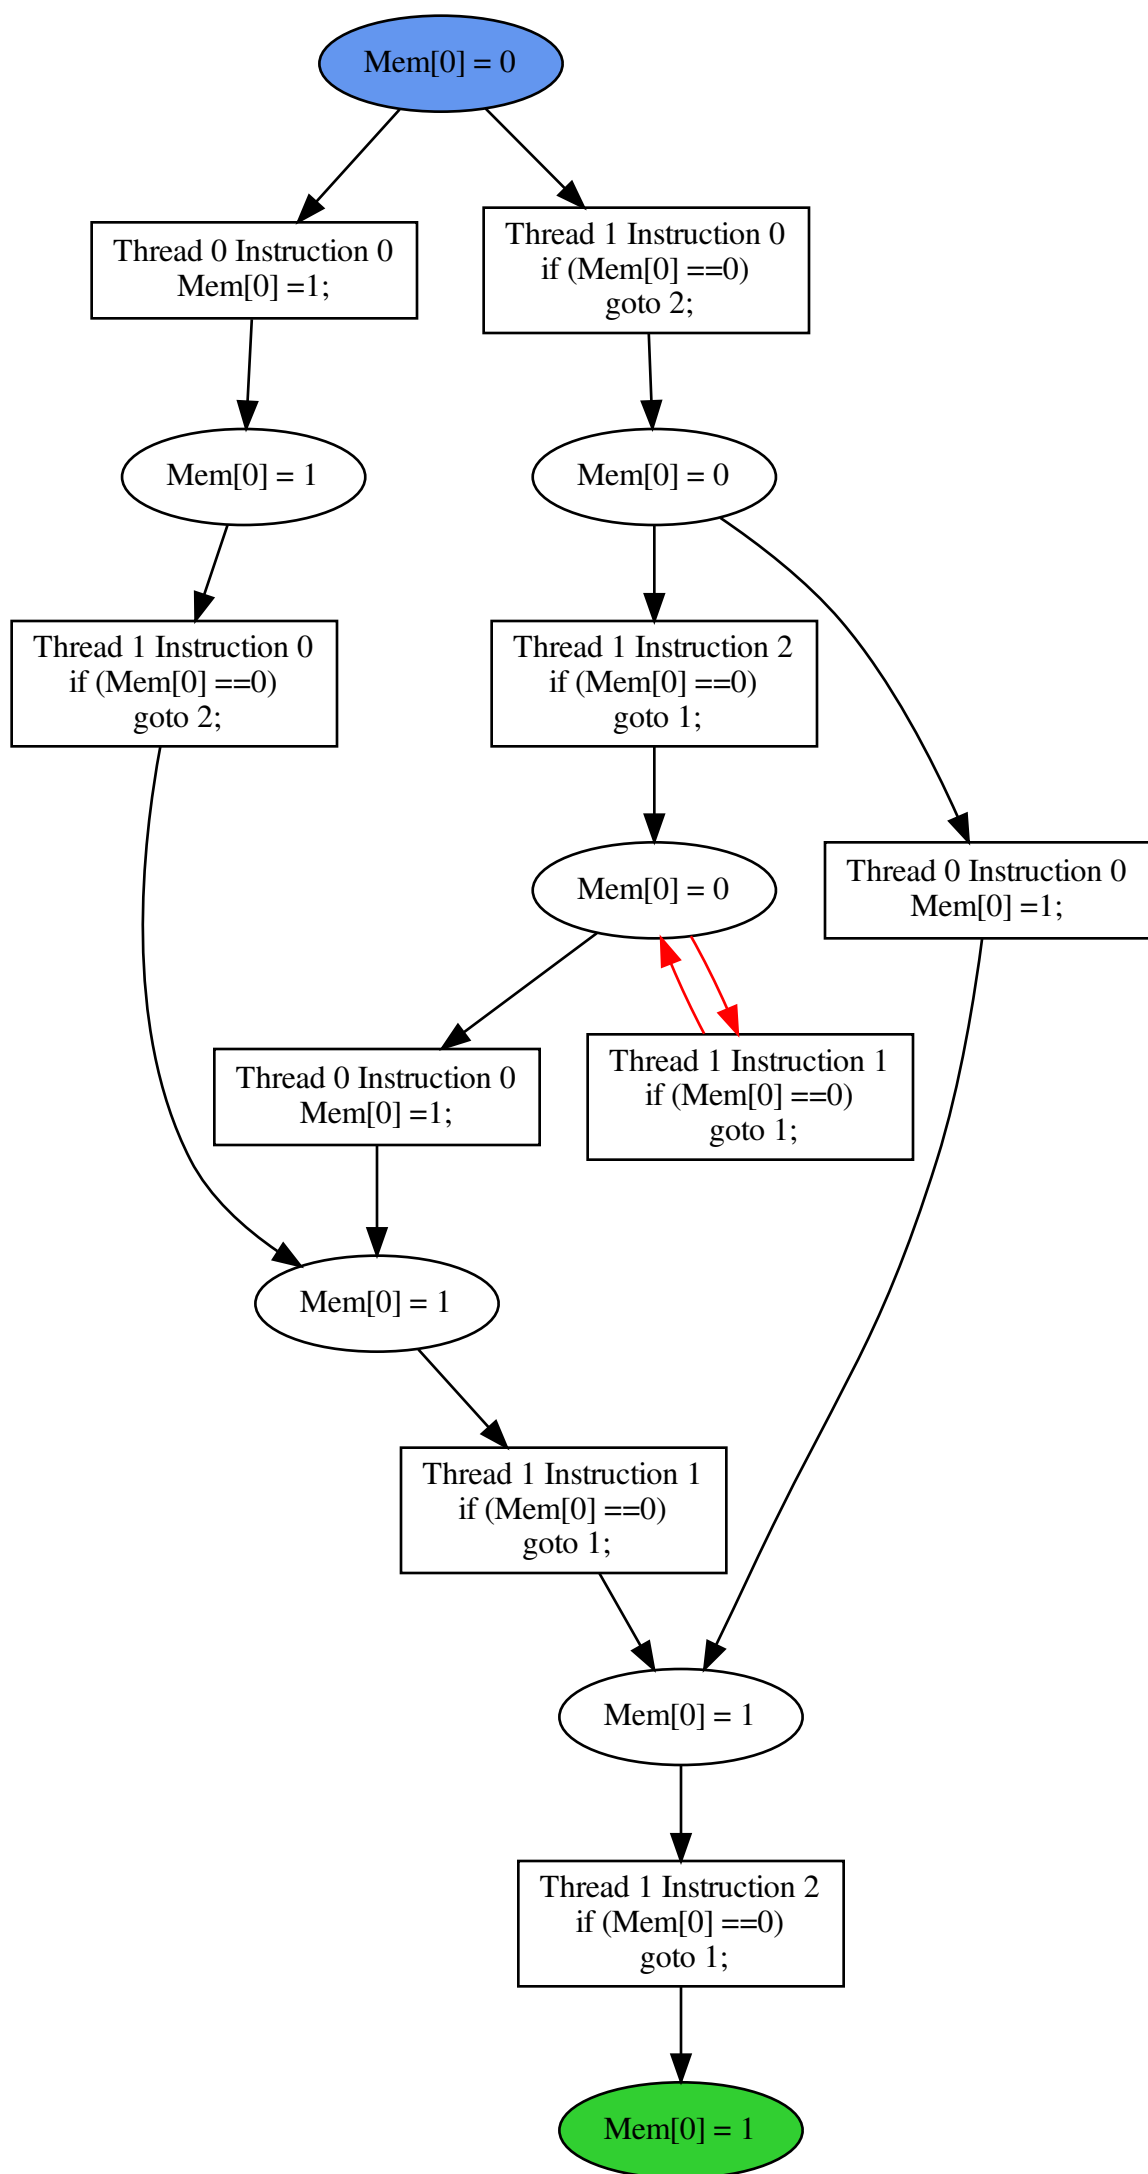 Mem[0] = 0
Thread 0 Instruction 0
Mem[0] =1;
Thread 1 Instruction 0
if (Mem[0] ==0)
goto 2;
Mem[0] = 1
Mem[0] = 0
Thread 1 Instruction 0
if (Mem[0] ==0)
goto 2;
Thread 1 Instruction 2
if (Mem[0] ==0)
goto 1;
Mem[0] = 0
Thread 0 Instruction 0
Mem[0] =1;
Thread 0 Instruction 0
Mem[0] =1;
Thread 1 Instruction 1
if (Mem[0] ==0)
goto 1;
Mem[0] = 1
Thread 1 Instruction 1
if (Mem[0] ==0)
goto 1;
Mem[0] = 1
Thread 1 Instruction 2
if (Mem[0] ==0)
goto 1;
Mem[0] = 1